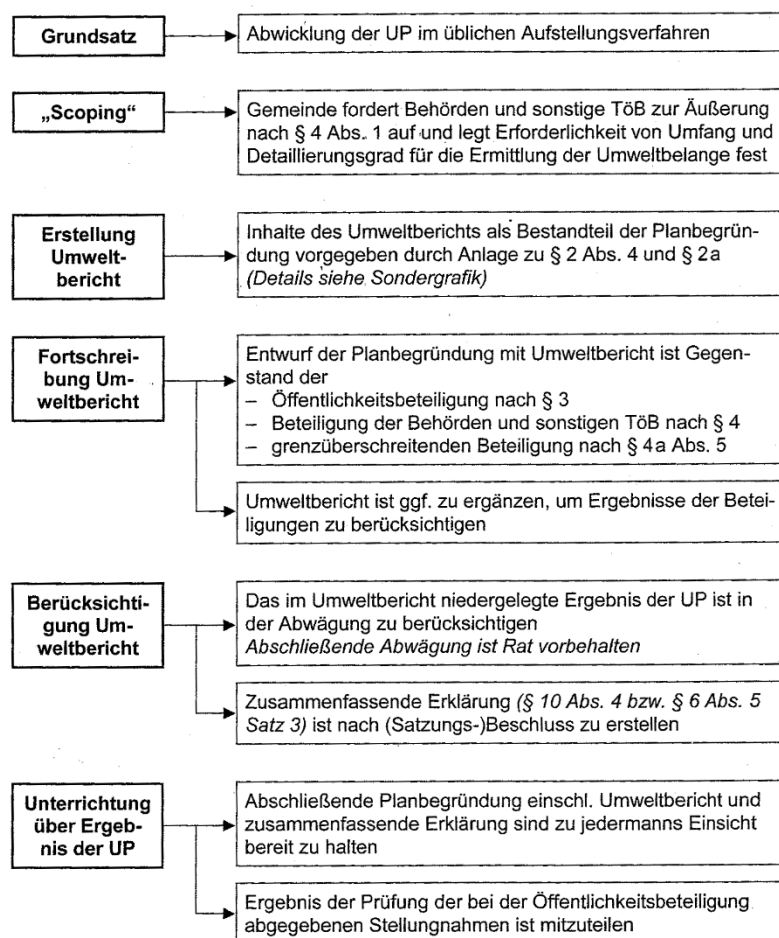 Grundsatz
Abwicklung der UP im üblichen Aufstellungsverfahren
„Scoping“
Gemeinde fordert Behörden und sonstige TöB zur Äußerung
nach § 4 Abs. 1 auf und legt Erforderlichkeit von Umfang und
Detaillierungsgrad für die Ermittlung der Umweltbelange fest
Erstellung
Umwelt-
bericht
Inhalte des Umweltberichts als Bestandteil der Planbegrün-
dung vorgegeben durch Anlage zu § 2 Abs. 4 und § 2a
(Details siehe Sondergrafik)
Fortschrei-
bung Um-
weltbericht
Entwurf der Planbegründung mit Umweltbericht ist Gegen-
stand der
– Öffentlichkeitsbeteiligung nach § 3
– Beteiligung der Behörden und sonstigen TöB nach § 4
– grenzüberschreitenden Beteiligung nach § 4a Abs. 5
Umweltbericht ist ggf. zu ergänzen, um Ergebnisse der Betei-
ligungen zu berücksichtigen
Berücksichti-
gung Um-
weltbericht
Das im Umweltbericht niedergelegte Ergebnis der UP ist in
der Abwägung zu berücksichtigen
Abschließende Abwägung ist Rat vorbehalten
Zusammenfassende Erklärung (§ 10 Abs. 4 bzw. § 6 Abs. 5
Satz 3) ist nach (Satzungs-)Beschluss zu erstellen
Unterrichtung
über Ergeb-
nis der UP
Abschließende Planbegründung einschl. Umweltbericht und
zusammenfassende Erklärung sind zu jedermanns Einsicht
bereit zu halten
Ergebnis der Prüfung der bei der Öffentlichkeitsbeteiligung
abgegebenen Stellungnahmen ist mitzuteilen